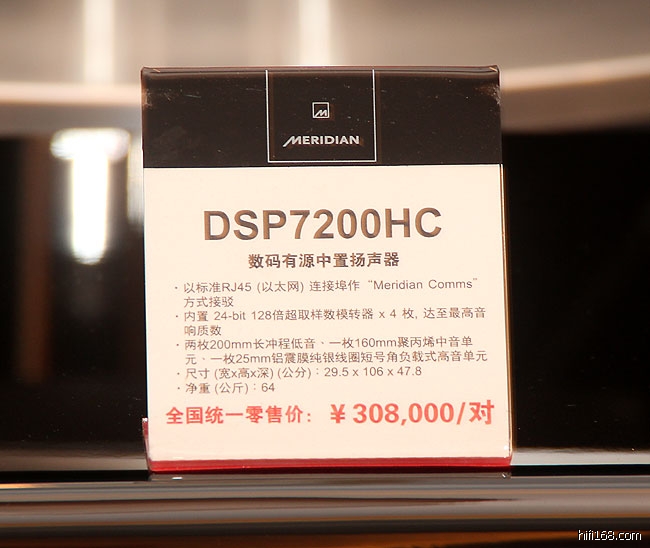 MERIDIAN
DSP7200HC
数码有源中置扬声器
· 以标准RJ45 (以太网) 连接埠作 “Meridian Comms”
方式接驳
· 内置 24-bit 128倍超取样数模转器 x 4 枚, 达至最高音
响质数
· 两枚200mm长冲程低音、一枚160mm聚丙烯中音单
元、一枚25mm铝震膜纯银线圈短号角负载式高音单元
· 尺寸 (宽x高x深) (公分)：29.5 x 106 x 47.8
· 净重 (公斤)：64
全国统一零售价：￥308,000/对
hifi168.com